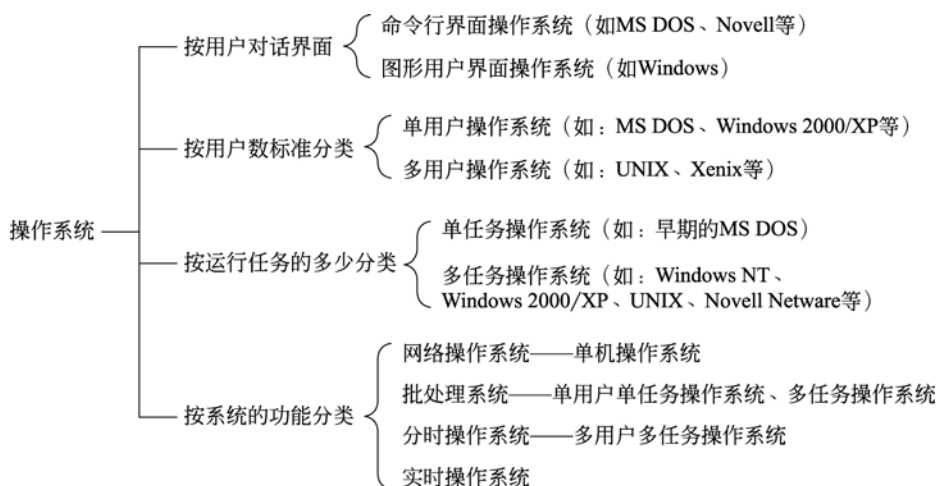 操作系统
按用户对话界面
命令行界面操作系统（如MS DOS、Novell等）
图形用户界面操作系统（如Windows）
按用户数标准分类
单用户操作系统（如：MS DOS、Windows 2000/XP等）
多用户操作系统（如：UNIX、Xenix等）
按运行任务的多少分类
单任务操作系统（如：早期的MS DOS）
多任务操作系统（如：Windows NT、
Windows 2000/XP、UNIX、Novell Netware等）
按系统的功能分类
网络操作系统——单机操作系统
批处理系统——单用户单任务操作系统、多任务操作系统
分时操作系统——多用户多任务操作系统
实时操作系统